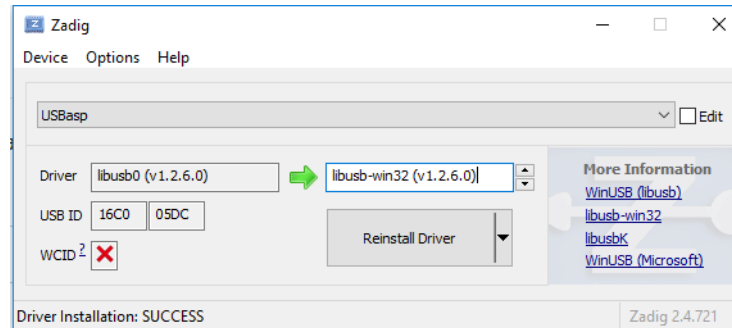 Zadig
Device Options Help
USBasp
Edit
Driver libusb0 (v1.2.6.0) libusb-win32 (v1.2.6.0)
USB ID 16C0 05DC
WCID ?
Reinstall Driver
More Information
WinUSB (libusb)
libusb-win32
libusbK
WinUSB (Microsoft)
Driver Installation: SUCCESS
Zadig 2.4.721